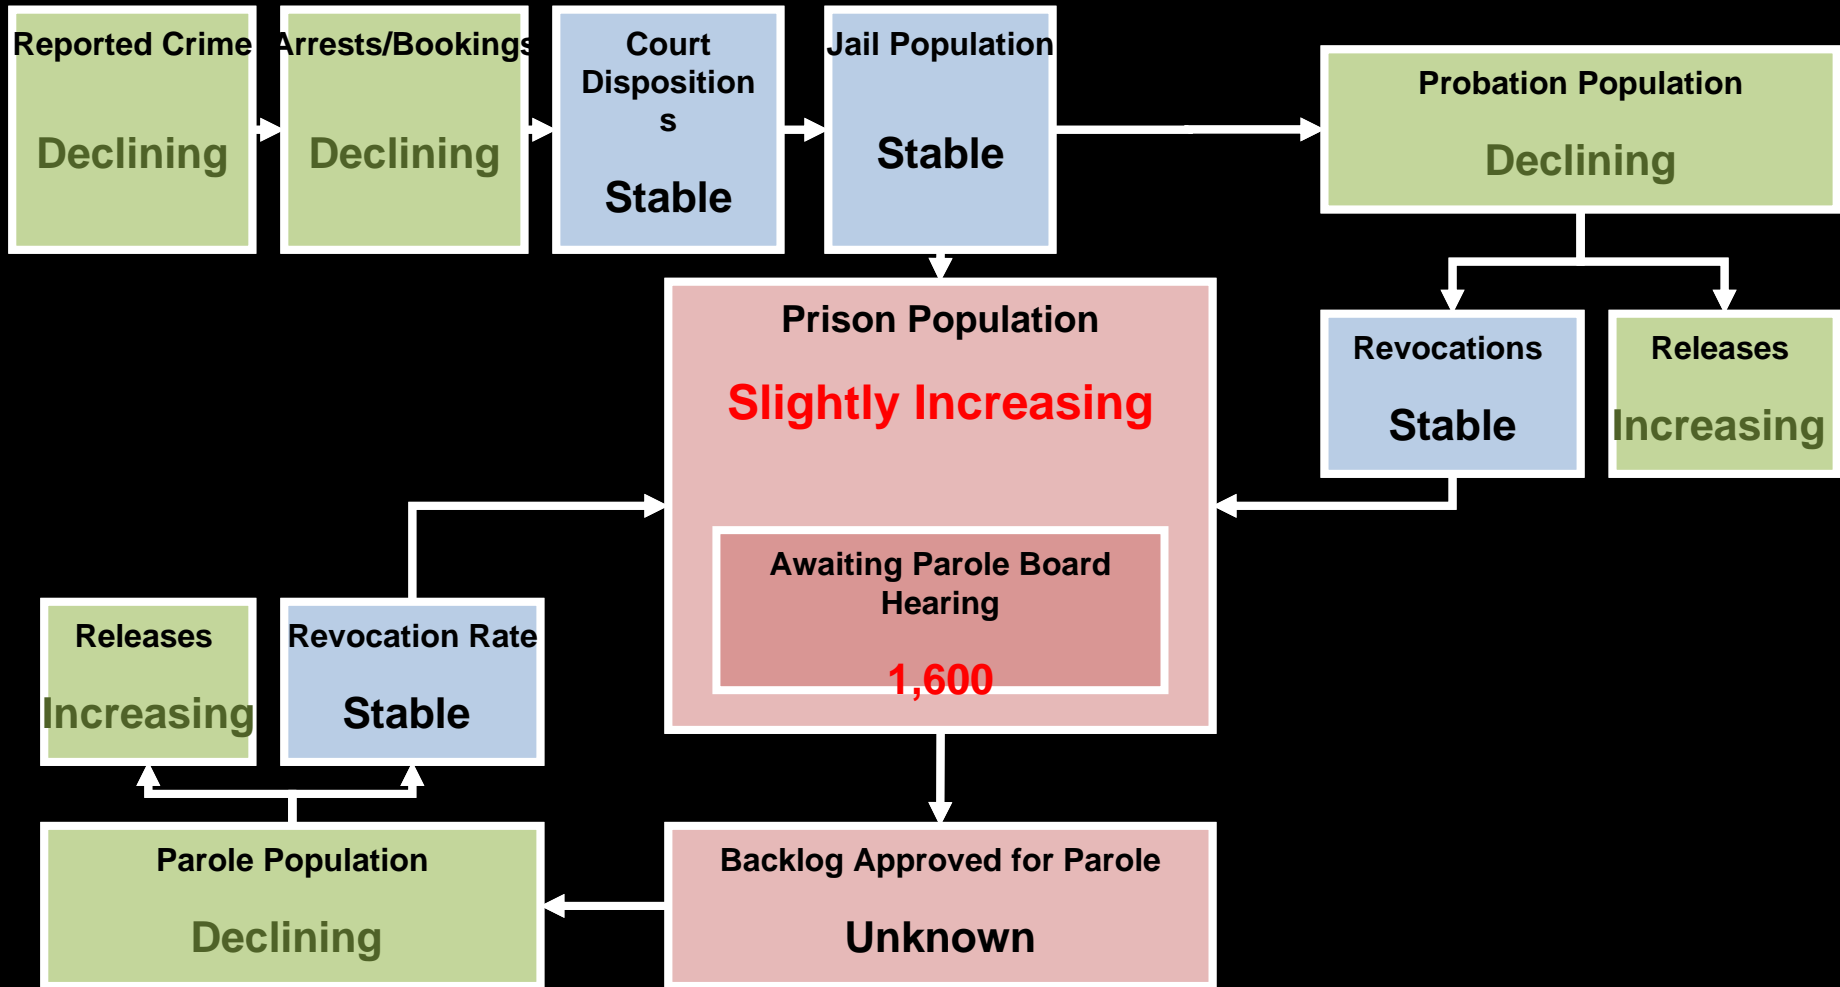 Reported Crime
Declining
Arrests/Bookings
Declining
Court
Disposition
s
Stable
Jail Population
Stable
Probation Population
Declining
Prison Population
Slightly Increasing
Revocations
Stable
Releases
Increasing
Awaiting Parole Board
Hearing
1,600
Releases
Increasing
Revocation Rate
Stable
Parole Population
Declining
Backlog Approved for Parole
Unknown